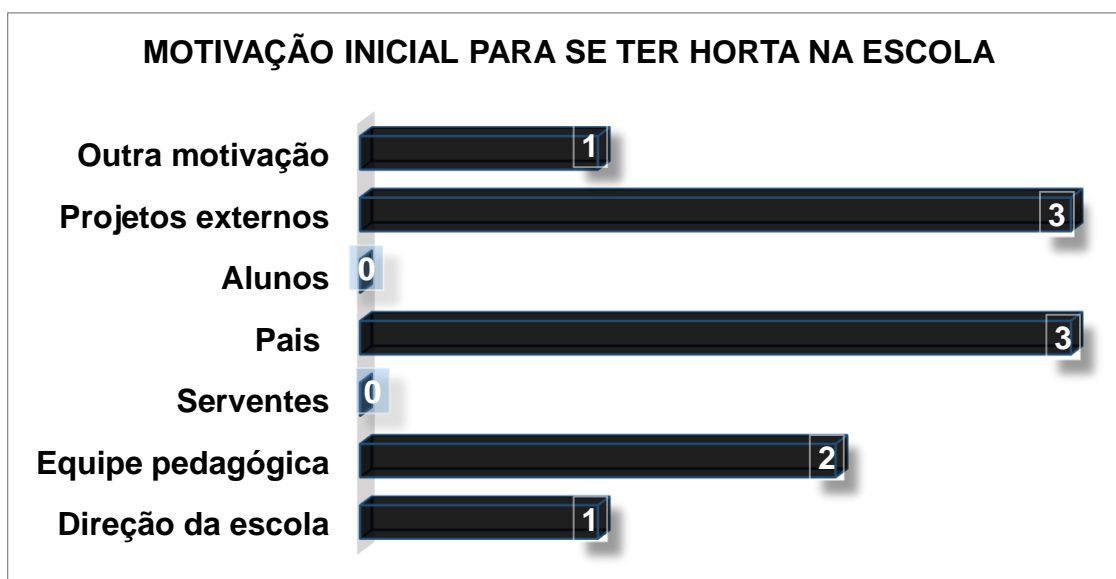 MOTIVAÇÃO INICIAL PARA SE TER HORTA NA ESCOLA
Outra motivação 1
Projetos externos 3
Alunos 0
Pais 3
Serventes 0
Equipe pedagógica 2
Direção da escola 1